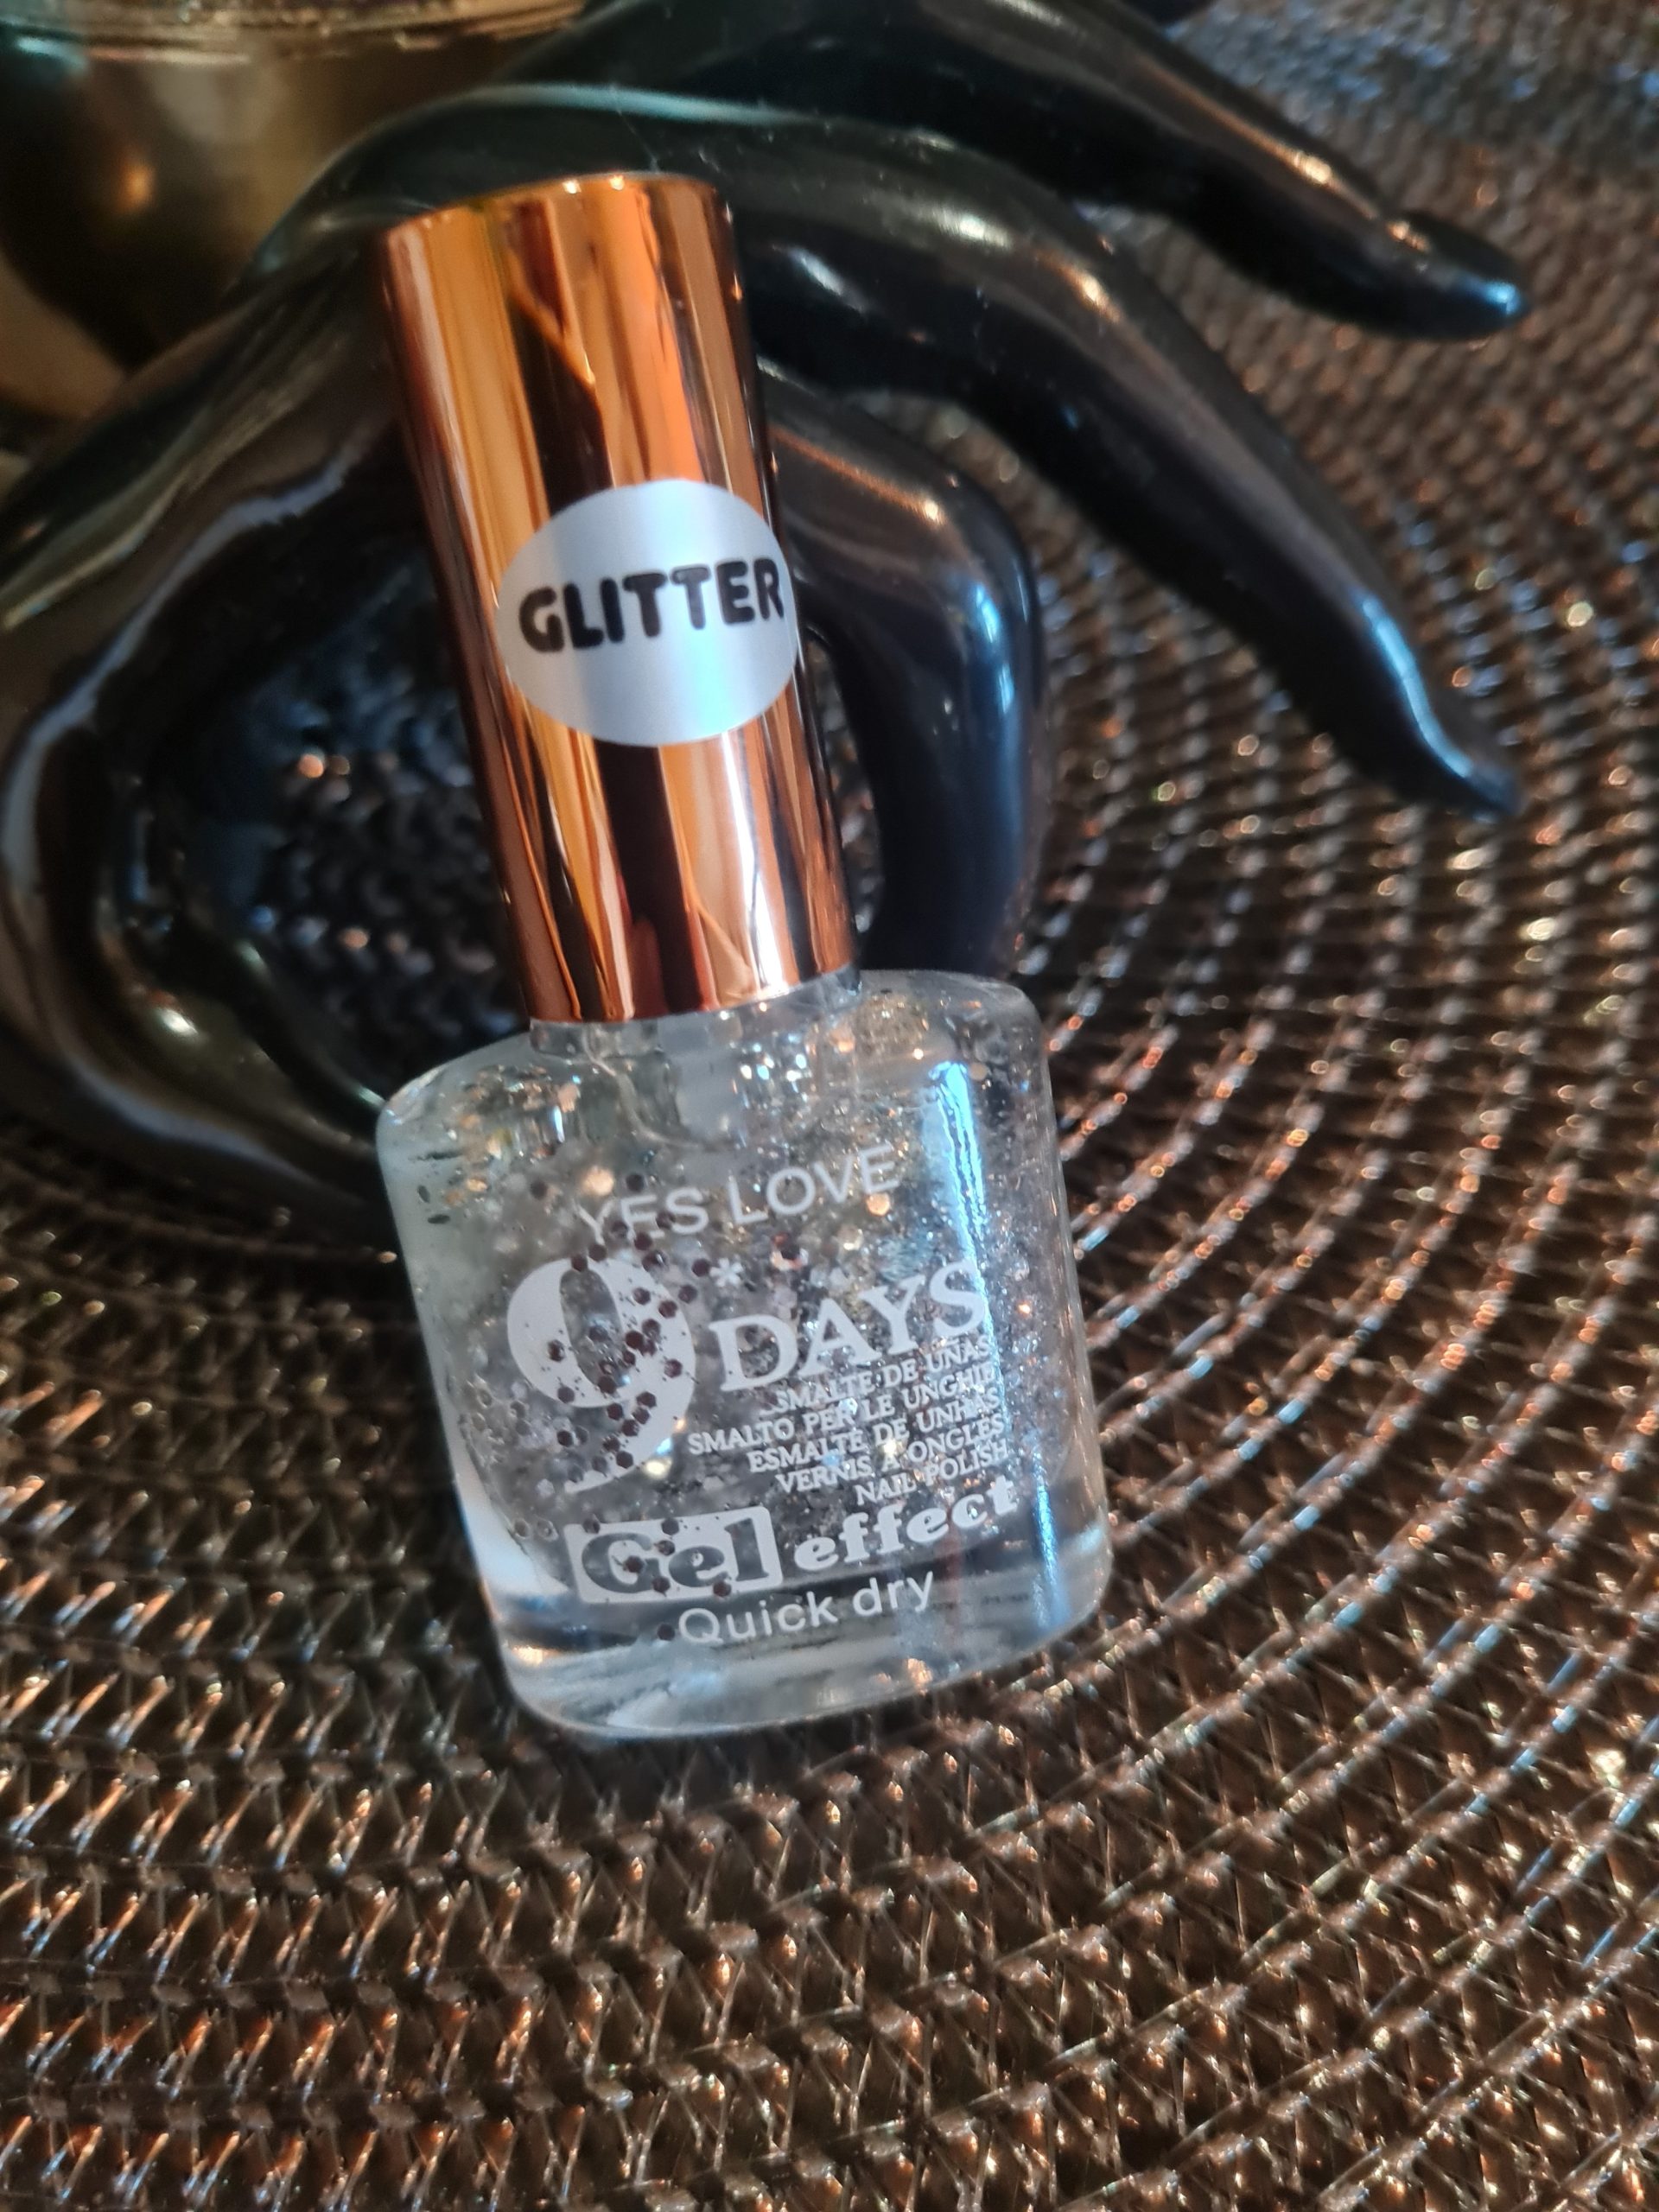 GLITTER
YES LOVE
9* DAYS
SMALTE DE UÑAS
SMALTO PER LE UNGHIE
ESMALTE DE UNHAS
VERNIS A ONGLES
NAIL POLISH
Gel effect
Quick dry